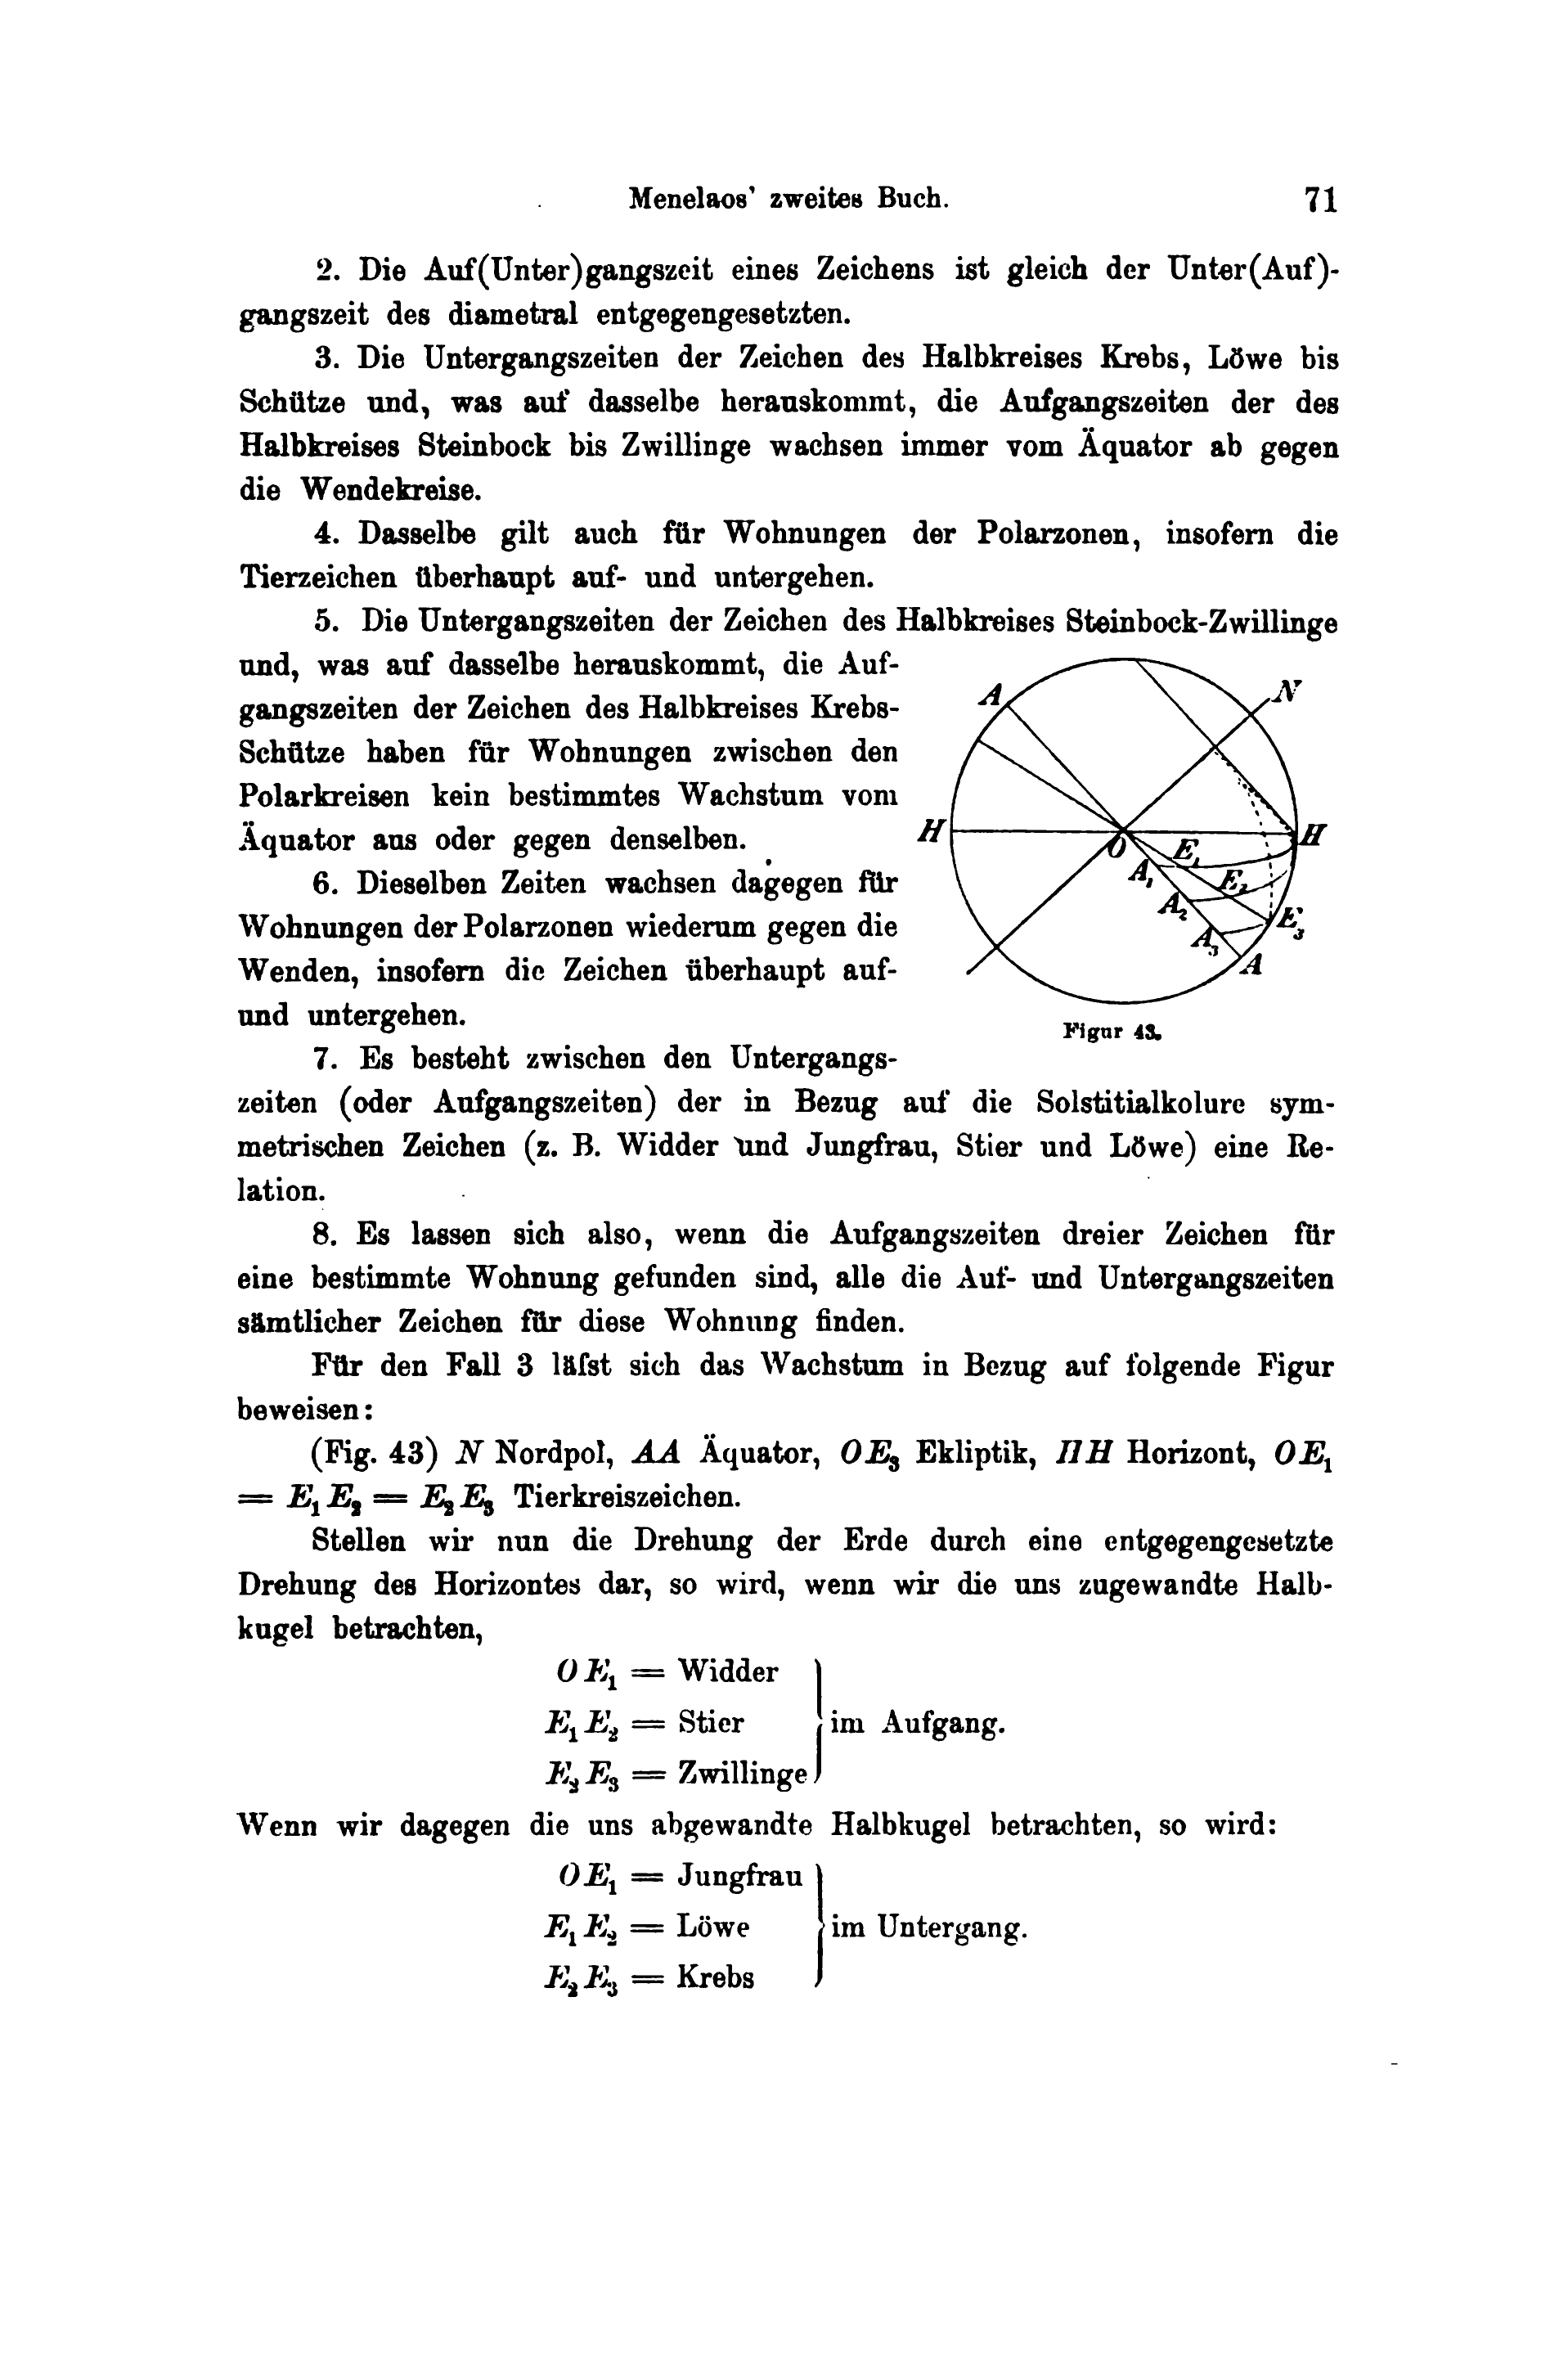 Menelaos' zweites Buch. 71
2. Die Auf(Unter)gangszeit eines Zeichens ist gleich der Unter(Auf)-
gangszeit des diametral entgegengesetzten.
3. Die Untergangszeiten der Zeichen des Halbkreises Krebs, Löwe bis
Schütze und, was auf dasselbe herauskommt, die Aufgangszeiten der des
Halbkreises Steinbock bis Zwillinge wachsen immer vom Äquator ab gegen
die Wendekreise.
4. Dasselbe gilt auch für Wohnungen der Polarzonen, insofern die
Tierzeichen überhaupt auf- und untergehen.
5. Die Untergangszeiten der Zeichen des Halbkreises Steinbock-Zwillinge
und, was auf dasselbe herauskommt, die Auf-
gangszeiten der Zeichen des Halbkreises Krebs-
Schütze haben für Wohnungen zwischen den
Polarkreisen kein bestimmtes Wachstum vom
Äquator aus oder gegen denselben.
6. Dieselben Zeiten wachsen dagegen für
Wohnungen der Polarzonen wiederum gegen die
Wenden, insofern die Zeichen überhaupt auf-
und untergehen.
A
N
H
H
O
E₁
A₁
E₂
A₂
E₃
A₃
A
Figur 43.
7. Es besteht zwischen den Untergangs-
zeiten (oder Aufgangszeiten) der in Bezug auf die Solstitialkolure sym-
metrischen Zeichen (z. B. Widder und Jungfrau, Stier und Löwe) eine Re-
lation.
8. Es lassen sich also, wenn die Aufgangszeiten dreier Zeichen für
eine bestimmte Wohnung gefunden sind, alle die Auf- und Untergangszeiten
sämtlicher Zeichen für diese Wohnung finden.
Für den Fall 3 läfst sich das Wachstum in Bezug auf folgende Figur
beweisen:
(Fig. 43) N Nordpol, AA Äquator, OE₃ Ekliptik, HH Horizont, OE₁
= E₁E₂ = E₂E₃ Tierkreiszeichen.
Stellen wir nun die Drehung der Erde durch eine entgegengesetzte
Drehung des Horizontes dar, so wird, wenn wir die uns zugewandte Halb-
kugel betrachten,
OE₁ = Widder
E₁E₂ = Stier im Aufgang.
E₂E₃ = Zwillinge
Wenn wir dagegen die uns abgewandte Halbkugel betrachten, so wird:
OE₁ = Jungfrau
E₁E₂ = Löwe im Untergang.
E₂E₃ = Krebs